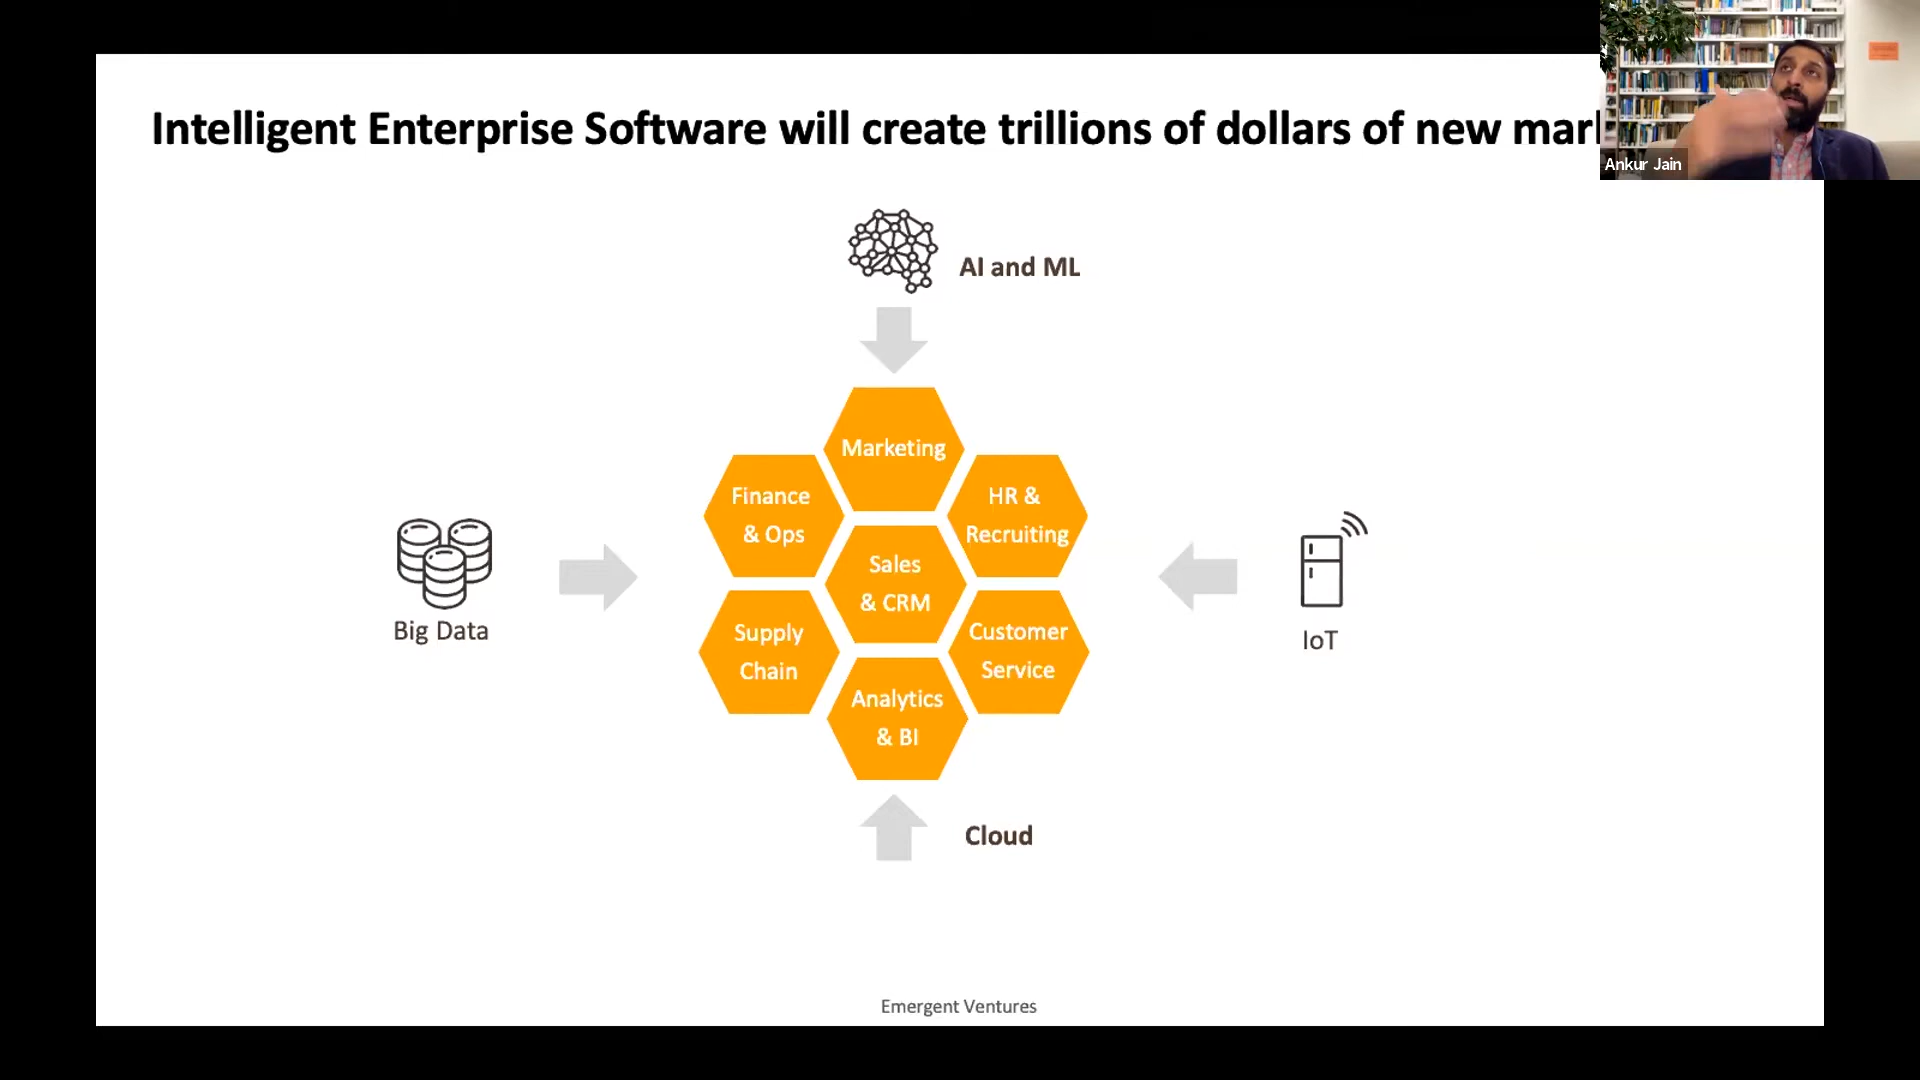 Intelligent Enterprise Software will create trillions of dollars of new
Ankur Jain
AI and ML
Marketing
Finance
& Ops
HR &
Recruiting
Sales
& CRM
Big Data
IoT
Supply
Chain
Customer
Service
Analytics
& BI
Cloud
Emergent Ventures